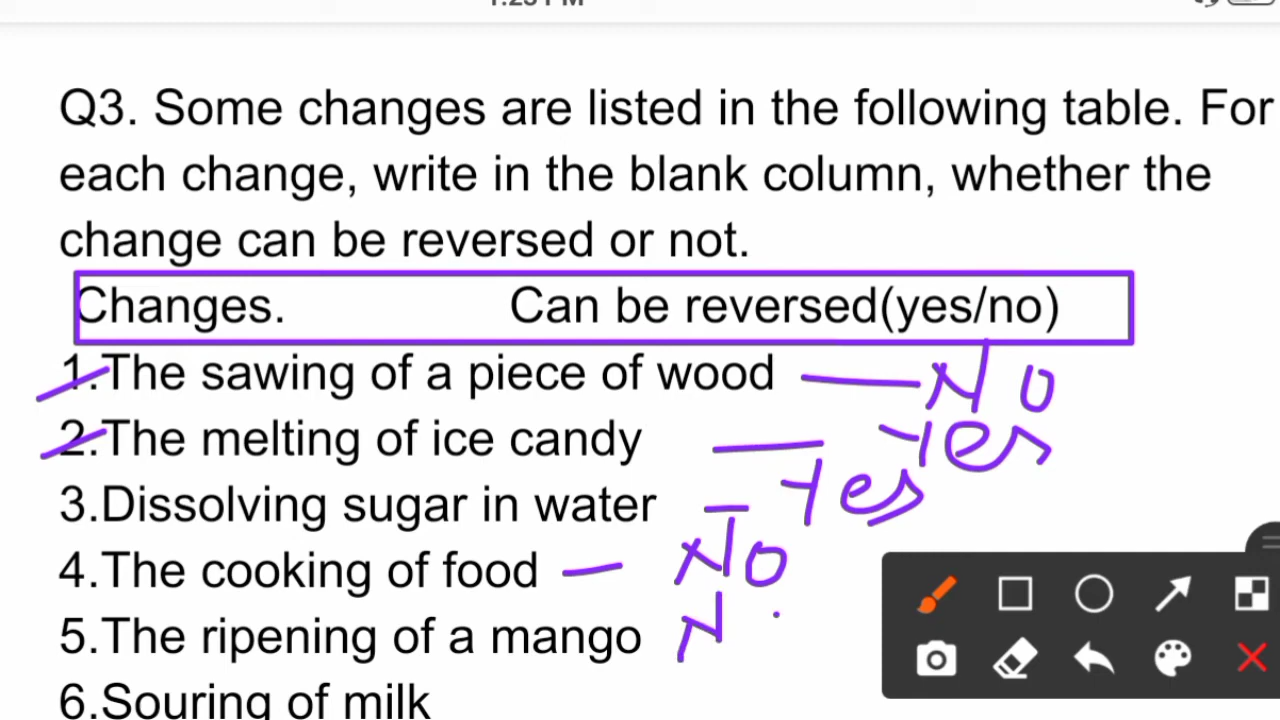 Q3. Some changes are listed in the following table. For
each change, write in the blank column, whether the
change can be reversed or not.
Changes. Can be reversed(yes/no)
1.The sawing of a piece of wood — No
2.The melting of ice candy — Yes
3.Dissolving sugar in water — Yes
4.The cooking of food — No
5.The ripening of a mango N
6.Souring of milk